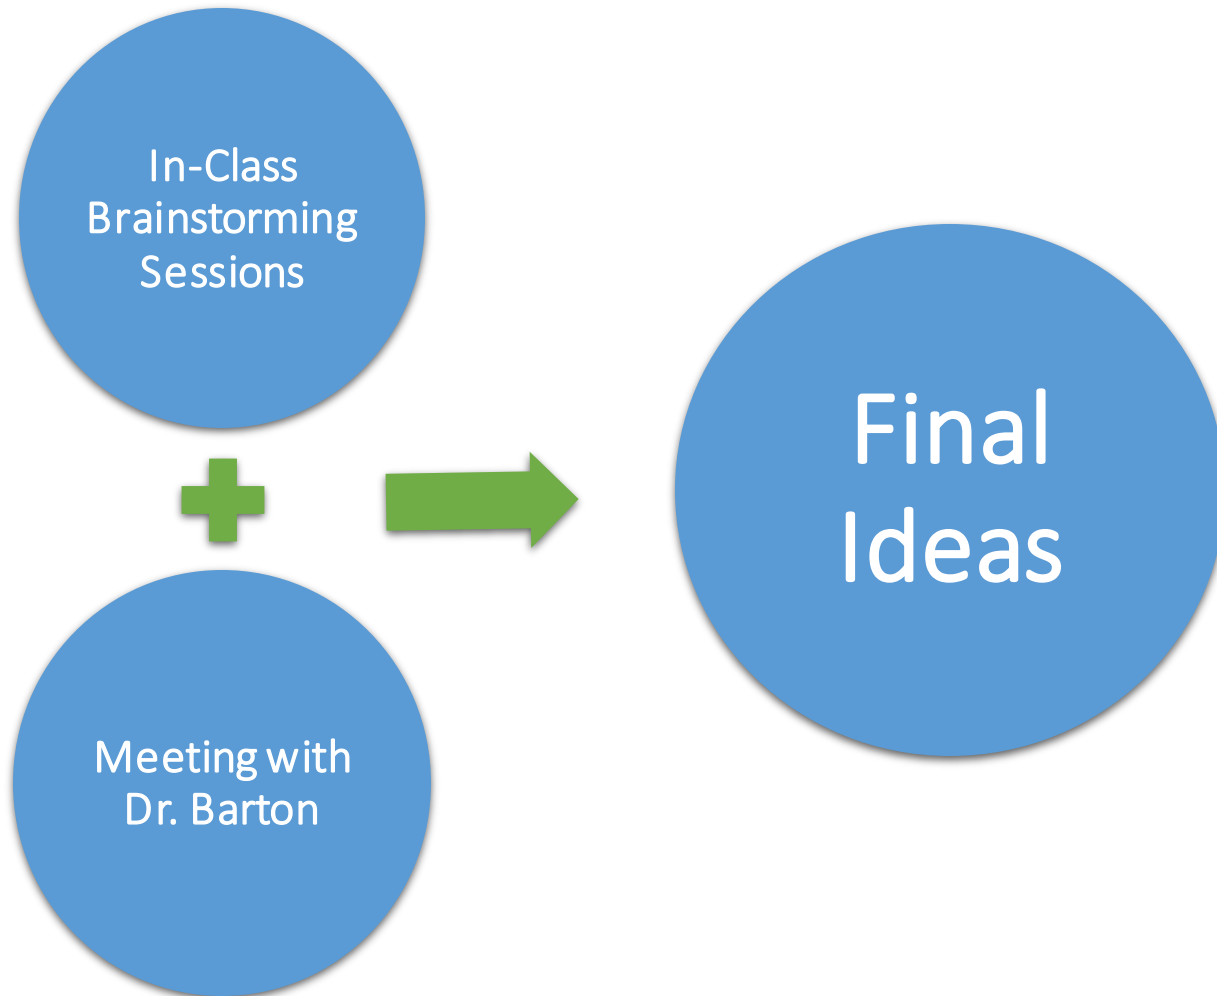 In-Class
Brainstorming
Sessions
Meeting with
Dr. Barton
Final
Ideas